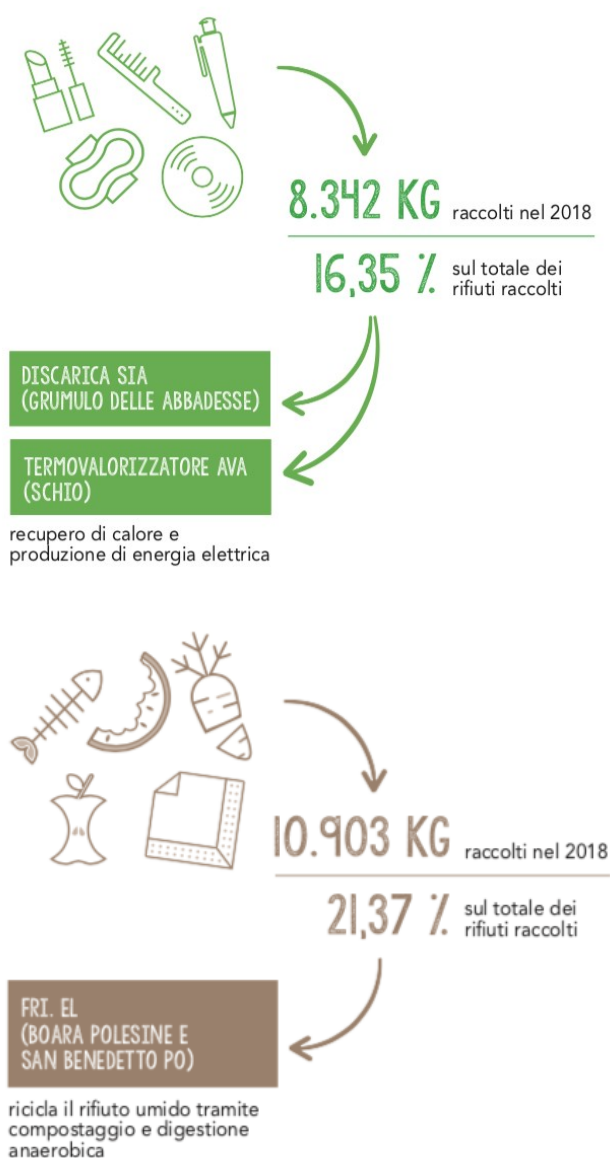 8.342 KG raccolti nel 2018
16,35 % sul totale dei
rifiuti raccolti
DISCARICA SIA
(GRUMULO DELLE ABBADESSE)
TERMOVALORIZZATORE AVA
(SCHIO)
recupero di calore e
produzione di energia elettrica
10.903 KG raccolti nel 2018
21,37 % sul totale dei
rifiuti raccolti
FRI. EL
(BOARA POLESINE E
SAN BENEDETTO PO)
ricicla il rifiuto umido tramite
compostaggio e digestione
anaerobica